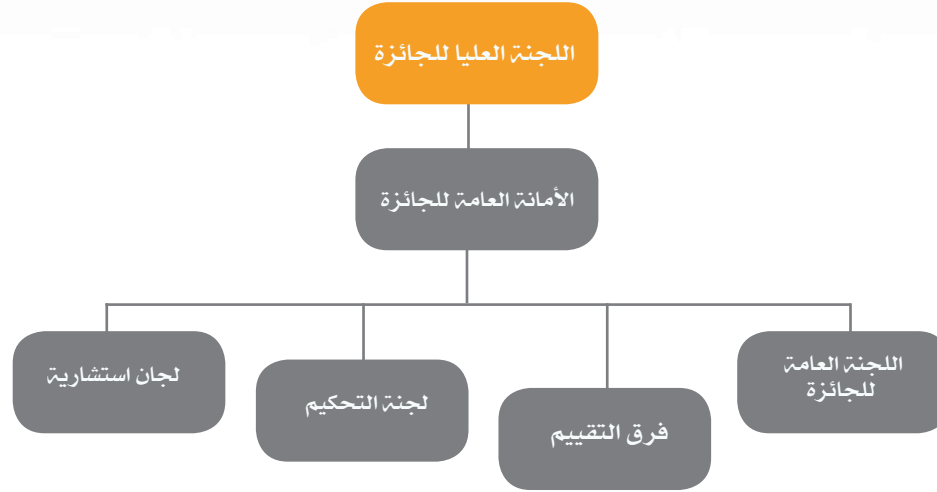 اللجنة العليا للجائزة
الأمانة العامة للجائزة
اللجنة العامة
للجائزة
فرق التقييم
لجنة التحكيم
لجان استشارية